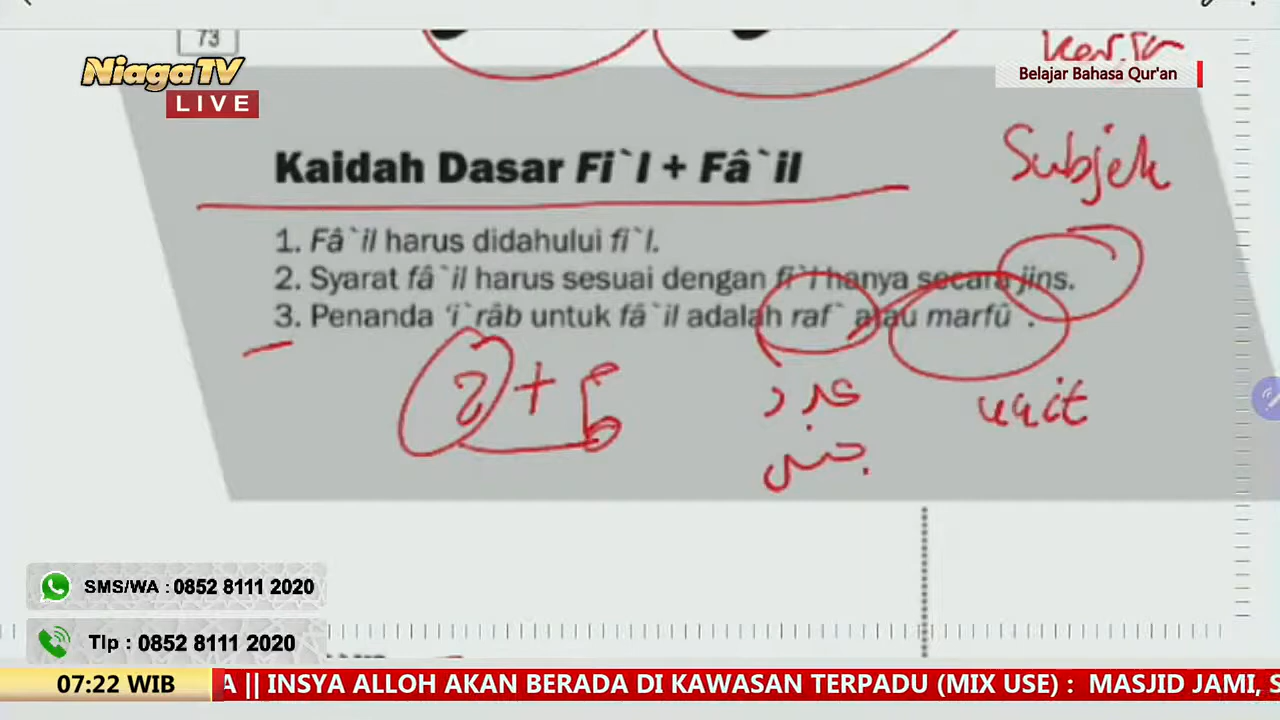 73
NiagaTV
LIVE
Belajar Bahasa Qur'an
Subjek
Kaidah Dasar Fi`l + Fâ`il
1. Fâ`il harus didahului fi`l.
2. Syarat fâ`il harus sesuai dengan fi`l hanya secara jins.
3. Penanda ‘i`râb untuk fâ`il adalah raf` atau marfû .
عدد
جنس
SMS/WA : 0852 8111 2020
Tlp : 0852 8111 2020
07:22 WIB
A || INSYA ALLOH AKAN BERADA DI KAWASAN TERPADU (MIX USE) : MASJID JAMI, S